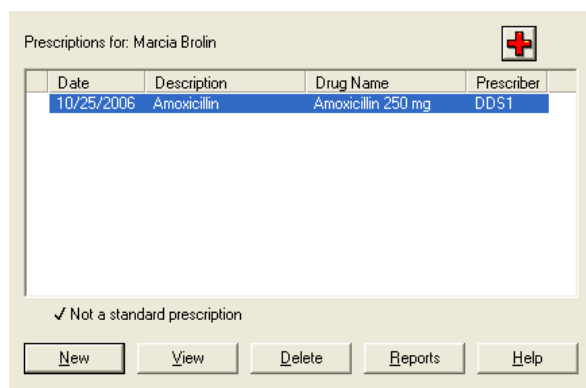 Prescriptions for: Marcia Brolin
Date Description Drug Name Prescriber
10/25/2006 Amoxicillin Amoxicillin 250 mg DDS1
✓ Not a standard prescription
New View Delete Reports Help